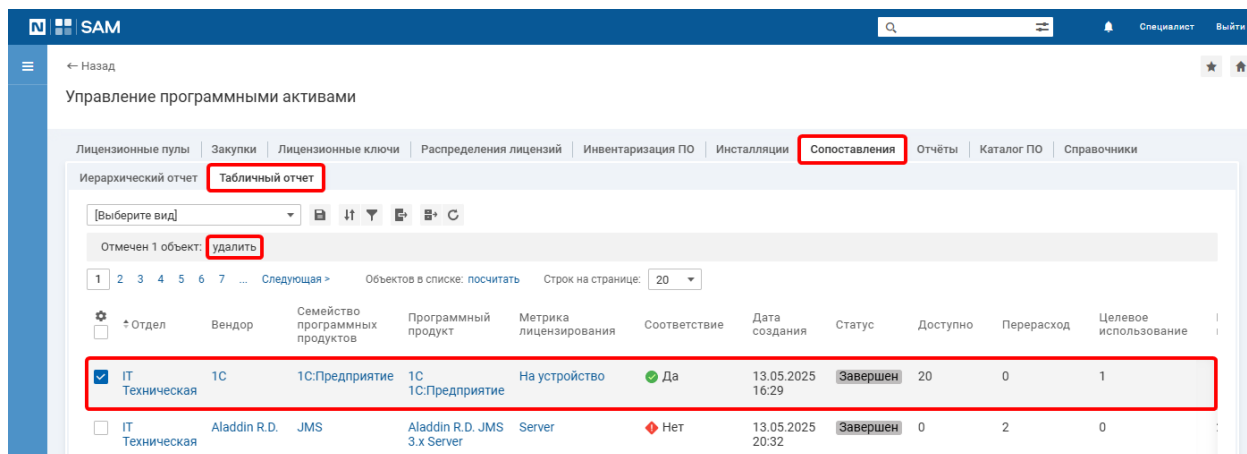 N SAM Специалист Выйти
← Назад
Управление программными активами
Лицензионные пулы Закупки Лицензионные ключи Распределения лицензий Инвентаризация ПО Инсталляции Сопоставления Отчёты Каталог ПО Справочники
Иерархический отчет Табличный отчет
[Выберите вид]
Отмечен 1 объект: удалить
1 2 3 4 5 6 7 ... Следующая > Объектов в списке: посчитать Строк на странице: 20
Отдел Вендор Семейство программных продуктов Программный продукт Метрика лицензирования Соответствие Дата создания Статус Доступно Перерасход Целевое использование
IT 1С 1С:Предприятие 1С На устройство Да 13.05.2025 Завершен 20 0 1
Техническая 1С:Предприятие 16:29
IT Aladdin R.D. JMS Aladdin R.D. JMS Server Нет 13.05.2025 Завершен 0 2 0
Техническая 3.x Server 20:32